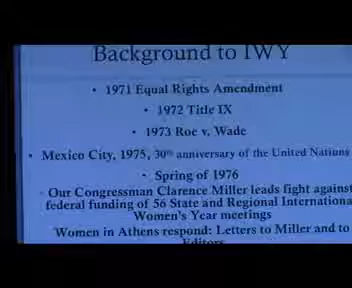 Background to IWY
• 1971 Equal Rights Amendment
• 1972 Title IX
• 1973 Roe v. Wade
• Mexico City, 1975, 30th anniversary of the United Nations
• Spring of 1976
Our Congressman Clarence Miller leads fight against
federal funding of 56 State and Regional Internationa
Women's Year meetings
Women in Athens respond: Letters to Miller and to
Editors